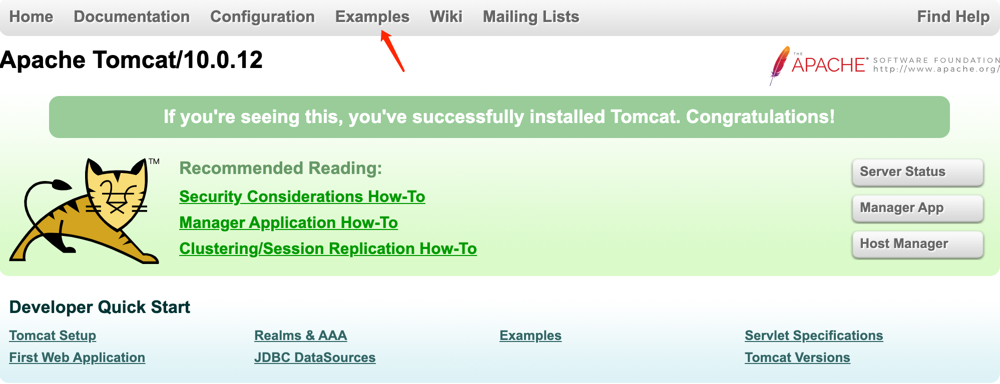 Home Documentation Configuration Examples Wiki Mailing Lists Find Help
Apache Tomcat/10.0.12
THE
APACHE® SOFTWARE FOUNDATION
http://www.apache.org/
If you're seeing this, you've successfully installed Tomcat. Congratulations!
TM
Recommended Reading:
Security Considerations How-To
Manager Application How-To
Clustering/Session Replication How-To
Server Status
Manager App
Host Manager
Developer Quick Start
Tomcat Setup Realms & AAA Examples Servlet Specifications
First Web Application JDBC DataSources Tomcat Versions